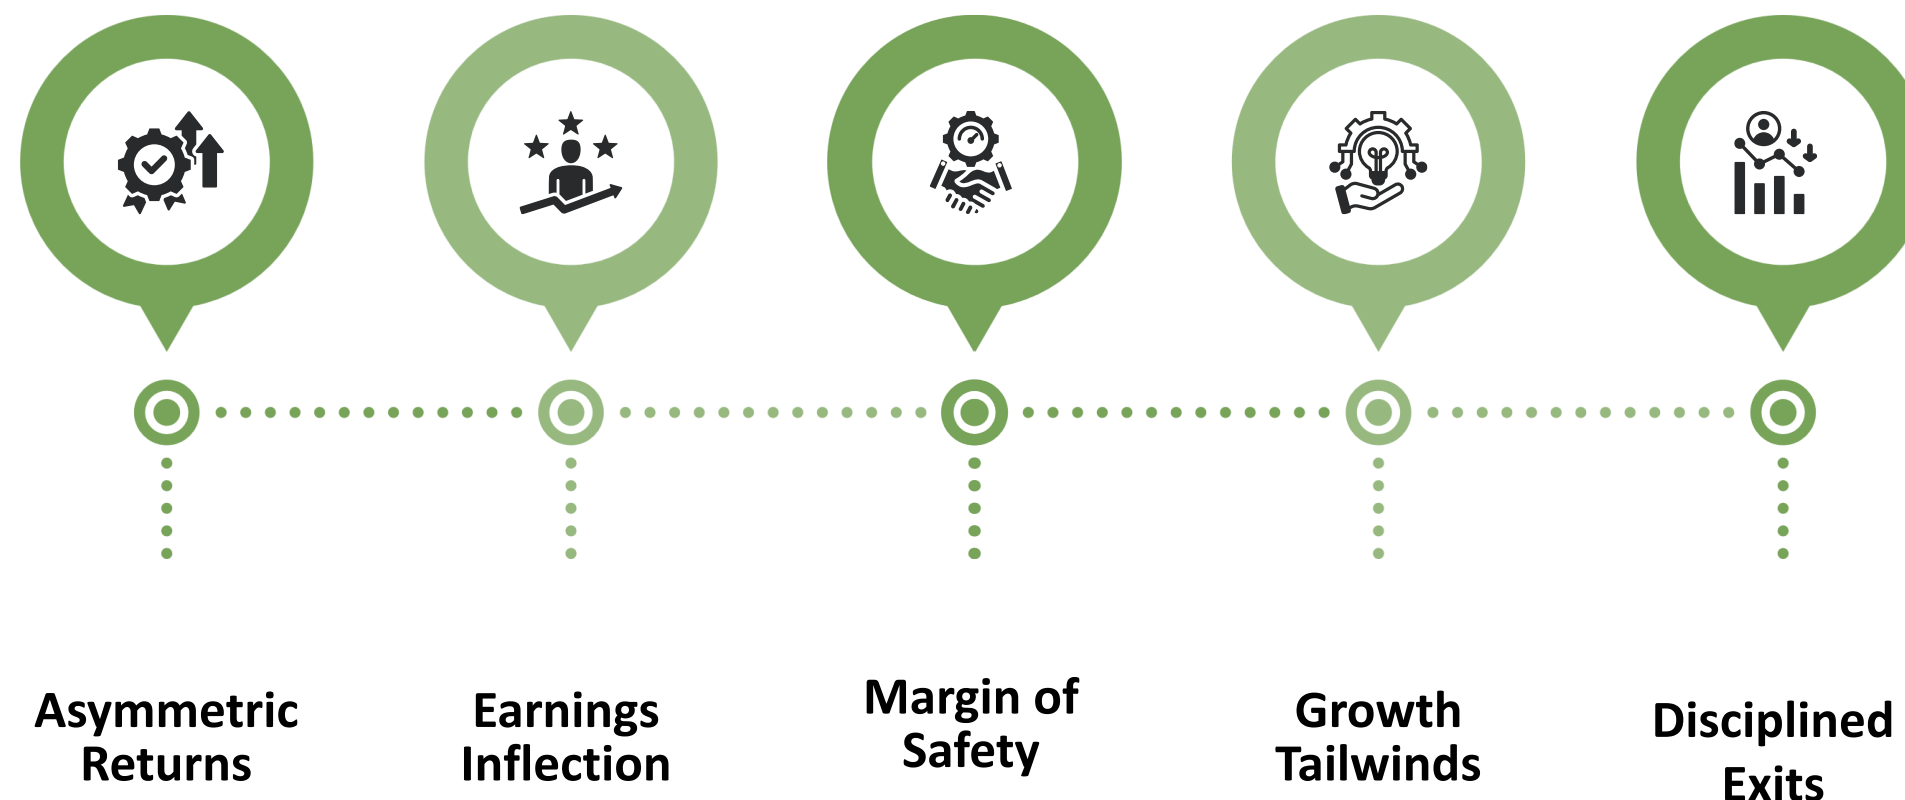 Asymmetric
Returns
Earnings
Inflection
Margin of
Safety
Growth
Tailwinds
Disciplined
Exits